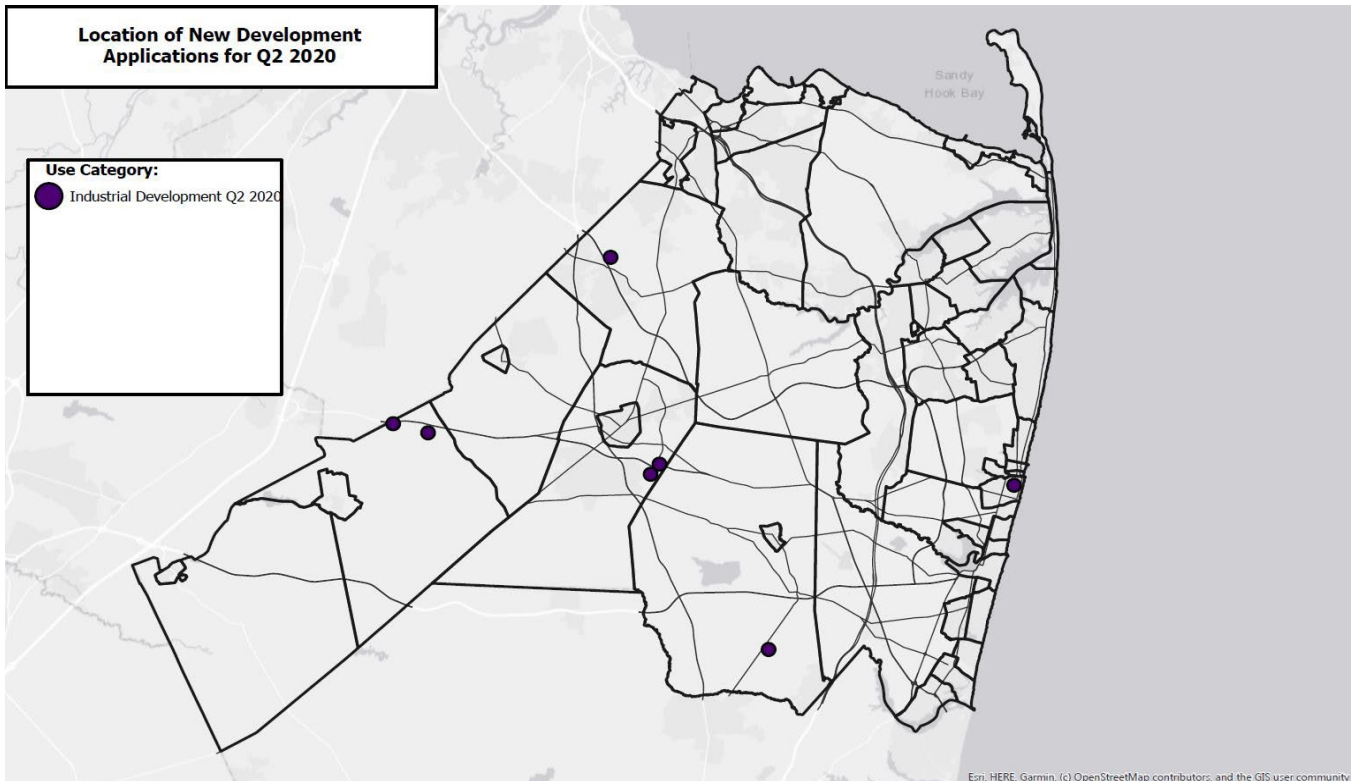 Location of New Development
Applications for Q2 2020
Sandy
Hook Bay
Use Category:
Industrial Development Q2 2020
Esri, HERE, Garmin, (c) OpenStreetMap contributors, and the GIS user community